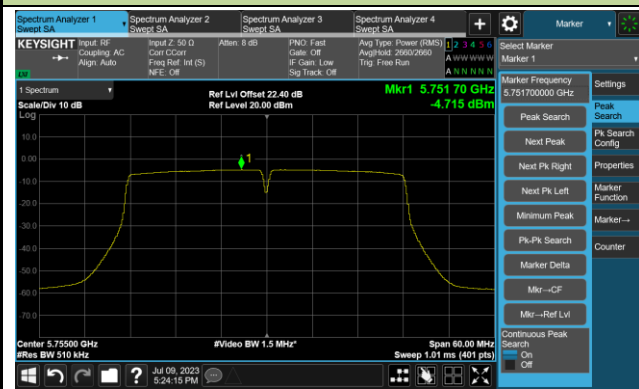 Spectrum Analyzer 1
Swept SA
Spectrum Analyzer 2
Swept SA
Spectrum Analyzer 3
Swept SA
Spectrum Analyzer 4
Swept SA
+
Marker
KEYSIGHT
Input: RF
Coupling: AC
Align: Auto
Input Z: 50 Ω
Corr CCorr
Freq Ref: Int (S)
NFE: Off
Atten: 8 dB
PNO: Fast
Gate: Off
IF Gain: Low
Sig Track: Off
Avg Type: Power (RMS)
Avg|Hold: 2660/2660
Trig: Free Run
1 2 3 4 5 6
A W W W W W
A N N N N N
Select Marker
Marker 1
1 Spectrum
Scale/Div 10 dB
Log
Ref Lvl Offset 22.40 dB
Ref Level 20.00 dBm
Mkr1 5.751 70 GHz
-4.715 dBm
10.0
0.00
-10.0
-20.0
-30.0
-40.0
-50.0
-60.0
-70.0
1
Center 5.75500 GHz
#Res BW 510 kHz
#Video BW 1.5 MHz*
Span 60.00 MHz
Sweep 1.01 ms (401 pts)
Marker Frequency
5.751700000 GHz
Peak Search
Next Peak
Next Pk Right
Next Pk Left
Minimum Peak
Pk-Pk Search
Marker Delta
Mkr→CF
Mkr→Ref Lvl
Continuous Peak
Search
On
Off
Settings
Peak
Search
Pk Search
Config
Properties
Marker
Function
Marker→
Counter
?
Jul 09, 2023
5:24:15 PM